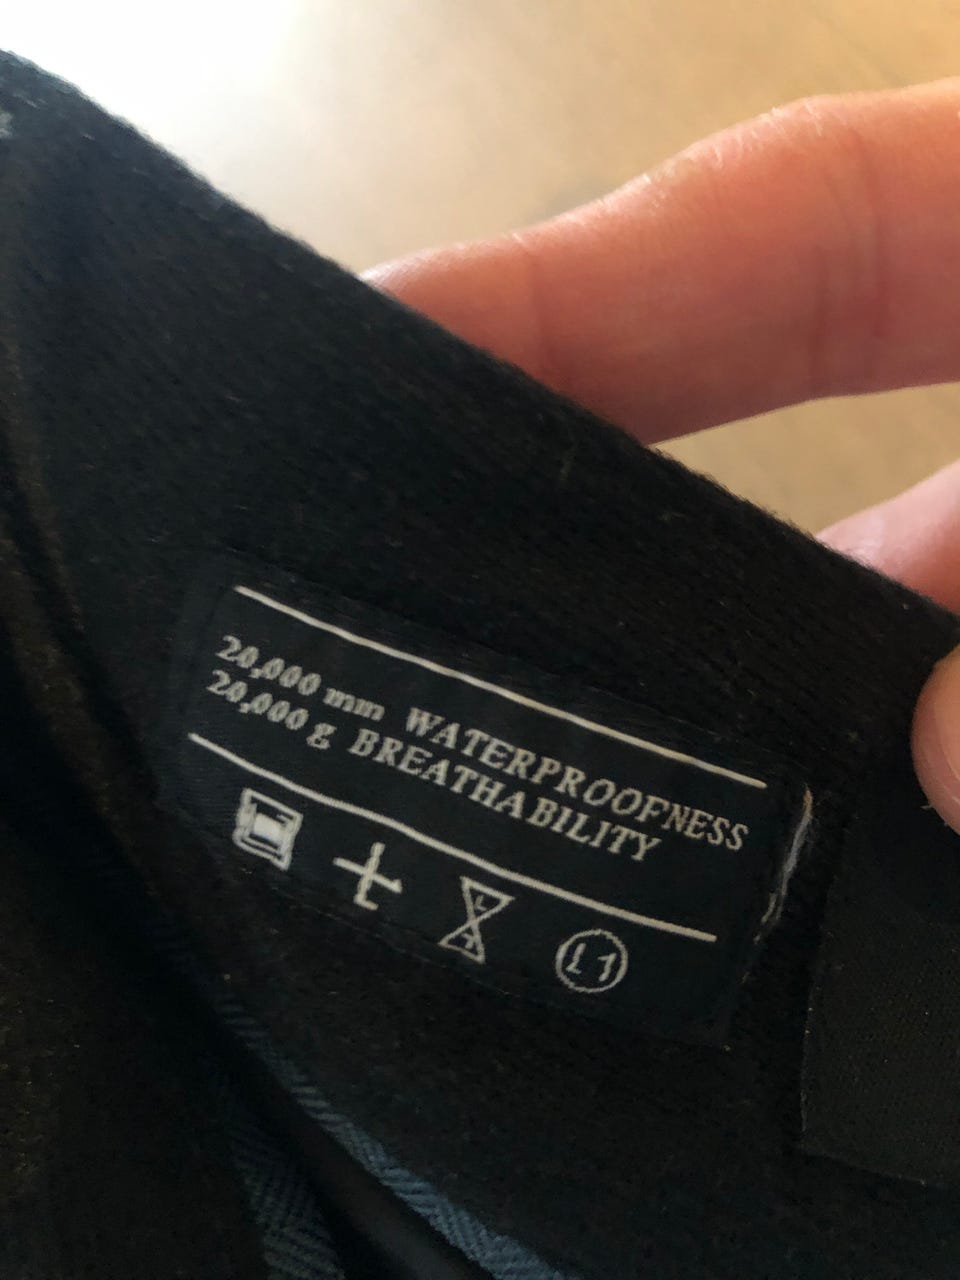 20,000 mm WATERPROOFNESS
20,000 g BREATHABILITY